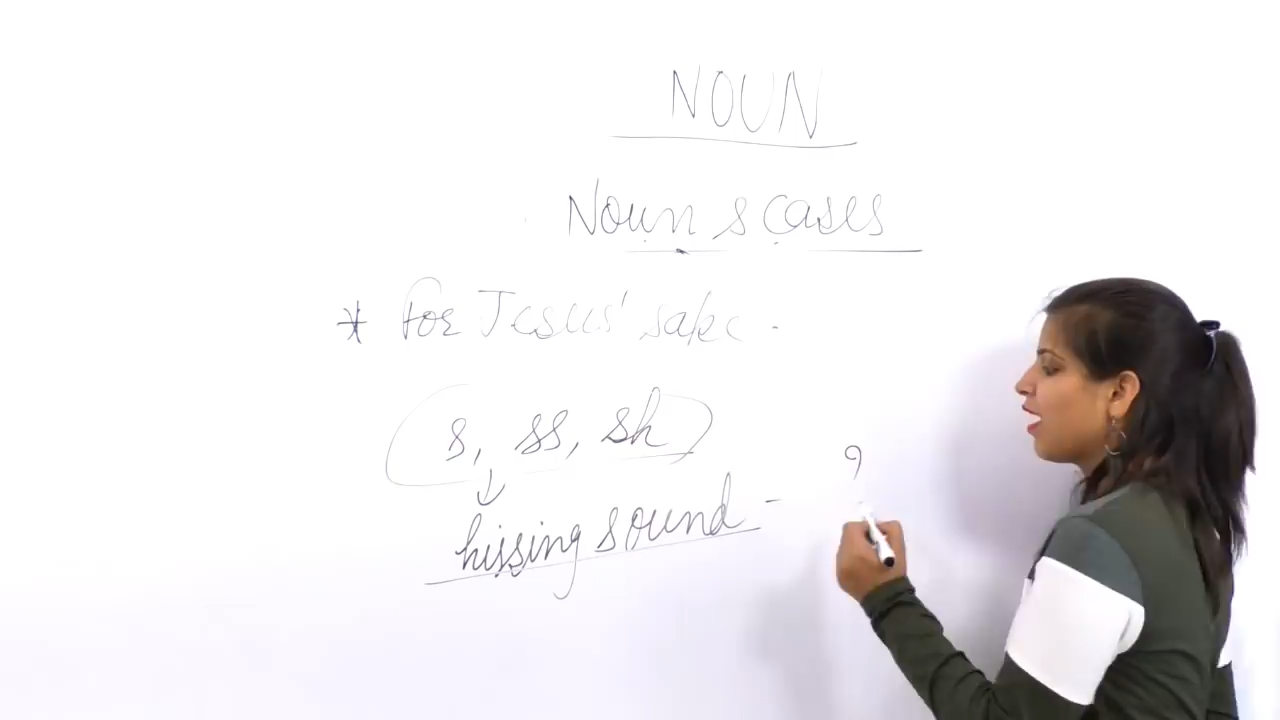 NOUN
Noun s cases
* For Jesus' sake.
(s, ss, sh)
↓
hissing sound - ,